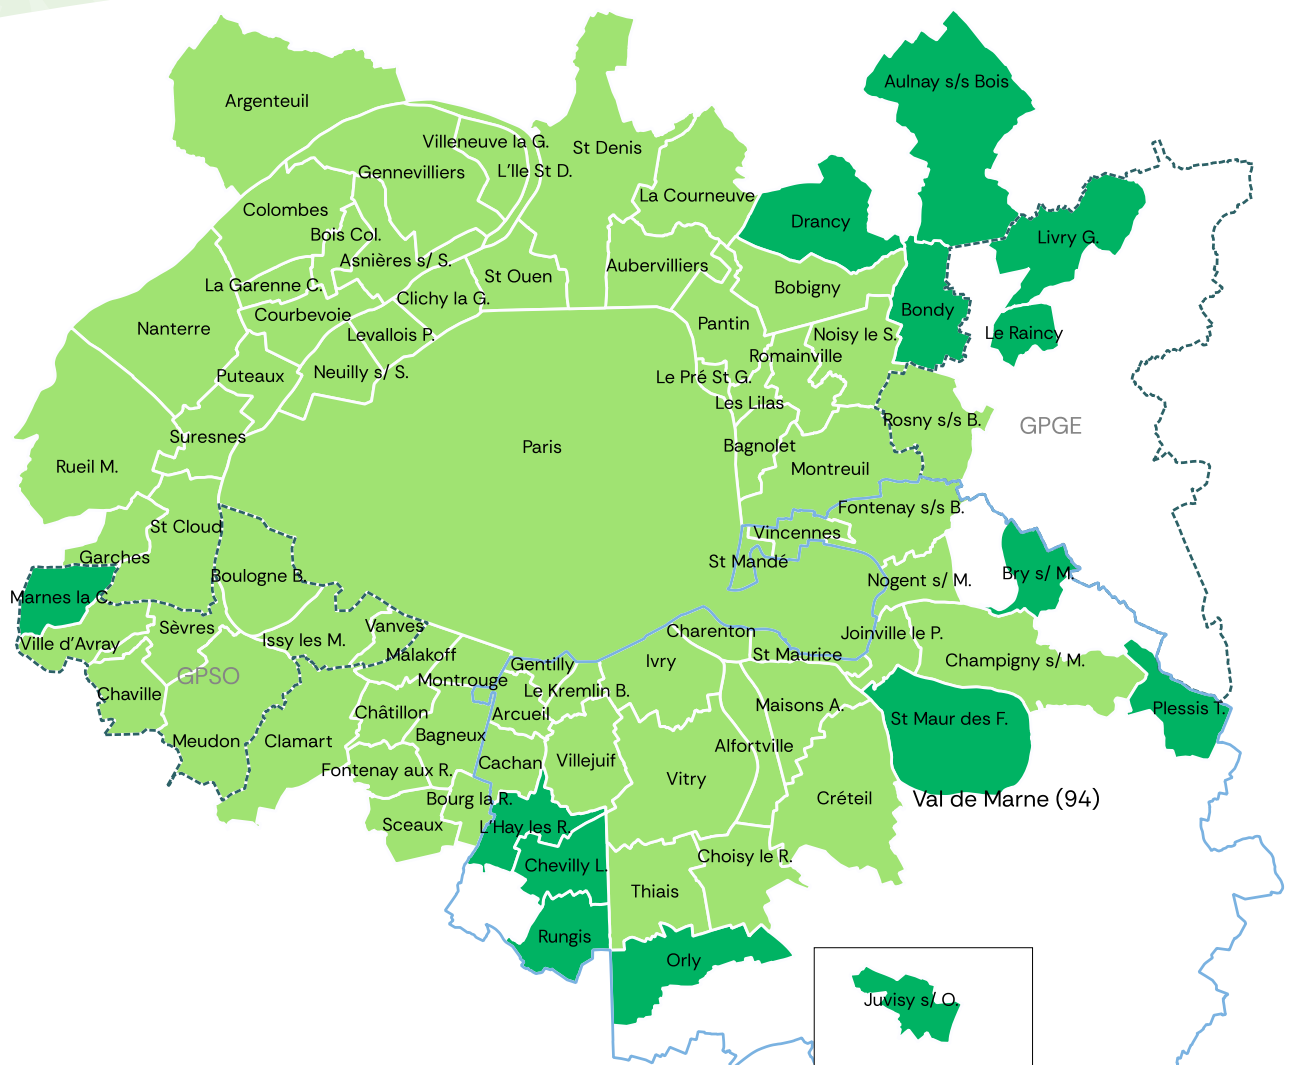 Aulnay s/s Bois
Argenteuil
Villeneuve la G.
St Denis
Gennevilliers
L'Ile St D.
La Courneuve
Colombes
Drancy
Bois Col.
Livry G.
Asnières s/ S.
Aubervilliers
St Ouen
La Garenne C.
Bobigny
Clichy la G.
Courbevoie
Bondy
Nanterre
Pantin
Levallois P.
Noisy le S.
Le Raincy
Romainville
Puteaux
Neuilly s/ S.
Le Pré St G.
Les Lilas
Rosny s/s B.
GPGE
Suresnes
Paris
Bagnolet
Rueil M.
Montreuil
Fontenay s/s B.
St Cloud
Vincennes
Garches
St Mandé
Boulogne B.
Nogent s/ M.
Bry s/ M.
Marnes la C.
Sèvres
Vanves
Charenton
Joinville le P.
Ville d'Avray
Issy les M.
Malakoff
St Maurice
Gentilly
Ivry
Champigny s/ M.
GPSO
Montrouge
Le Kremlin B.
Chaville
Maisons A.
Plessis T.
Châtillon
Arcueil
St Maur des F.
Meudon
Clamart
Bagneux
Alfortville
Cachan
Villejuif
Fontenay aux R.
Vitry
Bourg la R.
Créteil
Val de Marne (94)
Sceaux
L'Hay les R.
Choisy le R.
Chevilly L.
Thiais
Rungis
Orly
Juvisy s/ O.